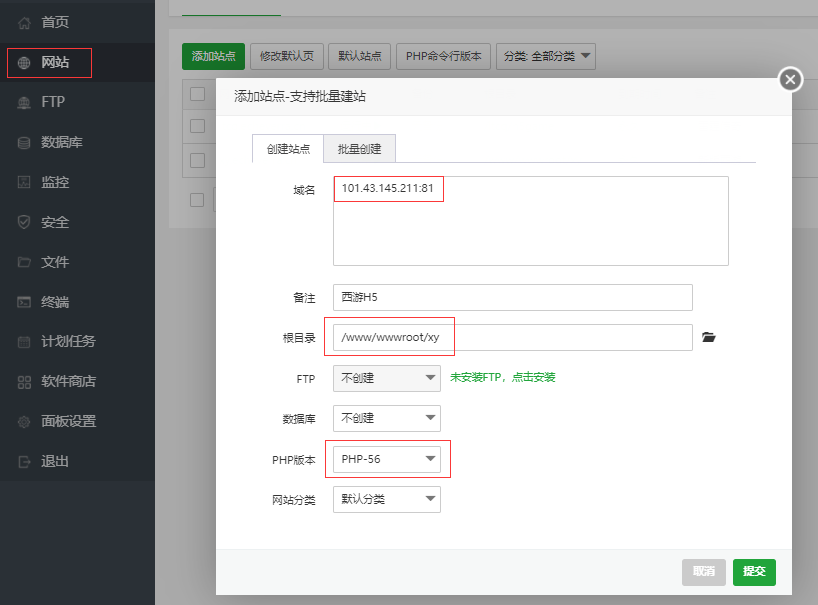 首页
网站
FTP
数据库
监控
安全
文件
终端
计划任务
软件商店
面板设置
退出
添加站点 修改默认页 默认站点 PHP命令行版本 分类: 全部分类
添加站点-支持批量建站
创建站点 批量创建
域名 101.43.145.211:81
备注 西游H5
根目录 /www/wwwroot/xy
FTP 不创建 未安装FTP，点击安装
数据库 不创建
PHP版本 PHP-56
网站分类 默认分类
取消 提交